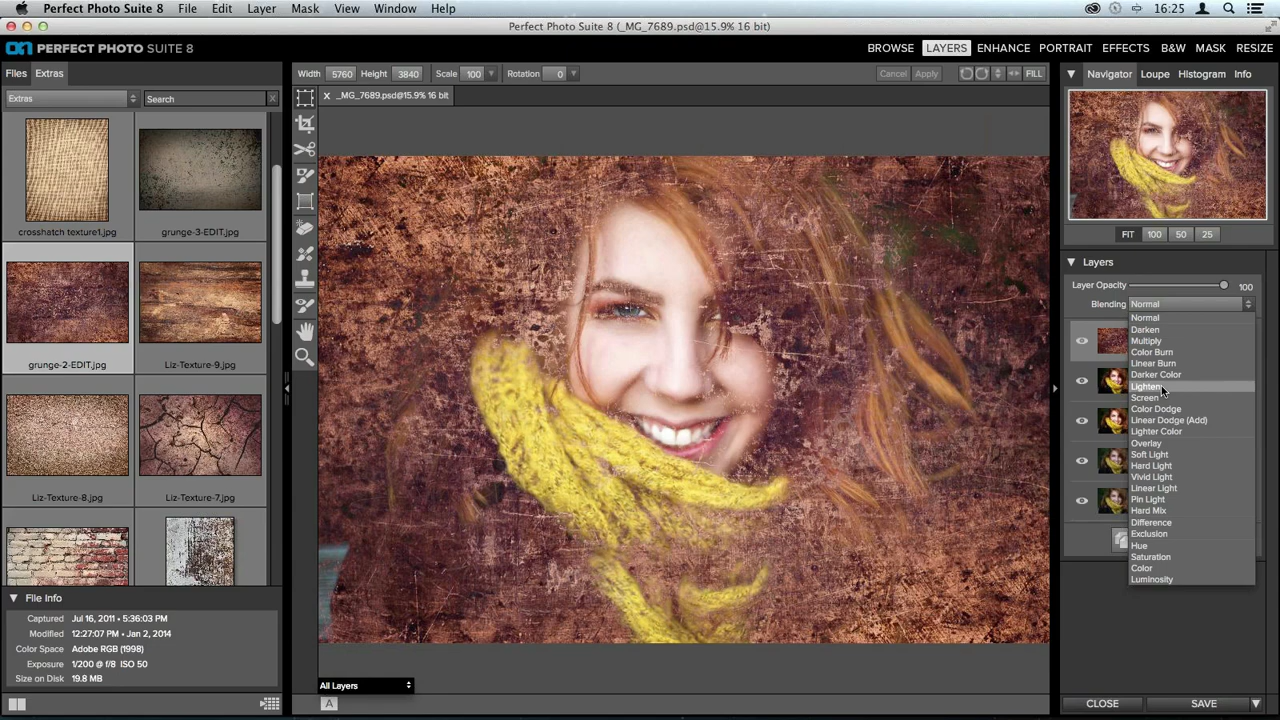 Perfect Photo Suite 8 File Edit Layer Mask View Window Help 16:25
Perfect Photo Suite 8 (_MG_7689.psd@15.9% 16 bit)
PERFECT PHOTO SUITE 8 BROWSE LAYERS ENHANCE PORTRAIT EFFECTS B&W MASK RESIZE
Files Extras
Width 5760 Height 3840 Scale 100 Rotation 0 Cancel Apply FILL
Navigator Loupe Histogram Info
Extras Search
_MG_7689.psd@15.9% 16 bit
crosshatch texture1.jpg grunge-3-EDIT.jpg
FIT 100 50 25
Layers
Layer Opacity 100
Blending Normal
Normal
Darken
Multiply
Color Burn
Linear Burn
Darker Color
Lighten
Screen
Color Dodge
Linear Dodge (Add)
Lighter Color
Overlay
Soft Light
Hard Light
Vivid Light
Linear Light
Pin Light
Hard Mix
Difference
Exclusion
Hue
Saturation
Color
Luminosity
grunge-2-EDIT.jpg Liz-Texture-9.jpg
Liz-Texture-8.jpg Liz-Texture-7.jpg
File Info
Captured Jul 16, 2011 • 5:36:03 PM
Modified 12:27:07 PM • Jan 2, 2014
Color Space Adobe RGB (1998)
Exposure 1/200 @ f/8 ISO 50
Size on Disk 19.8 MB
All Layers
A
CLOSE SAVE